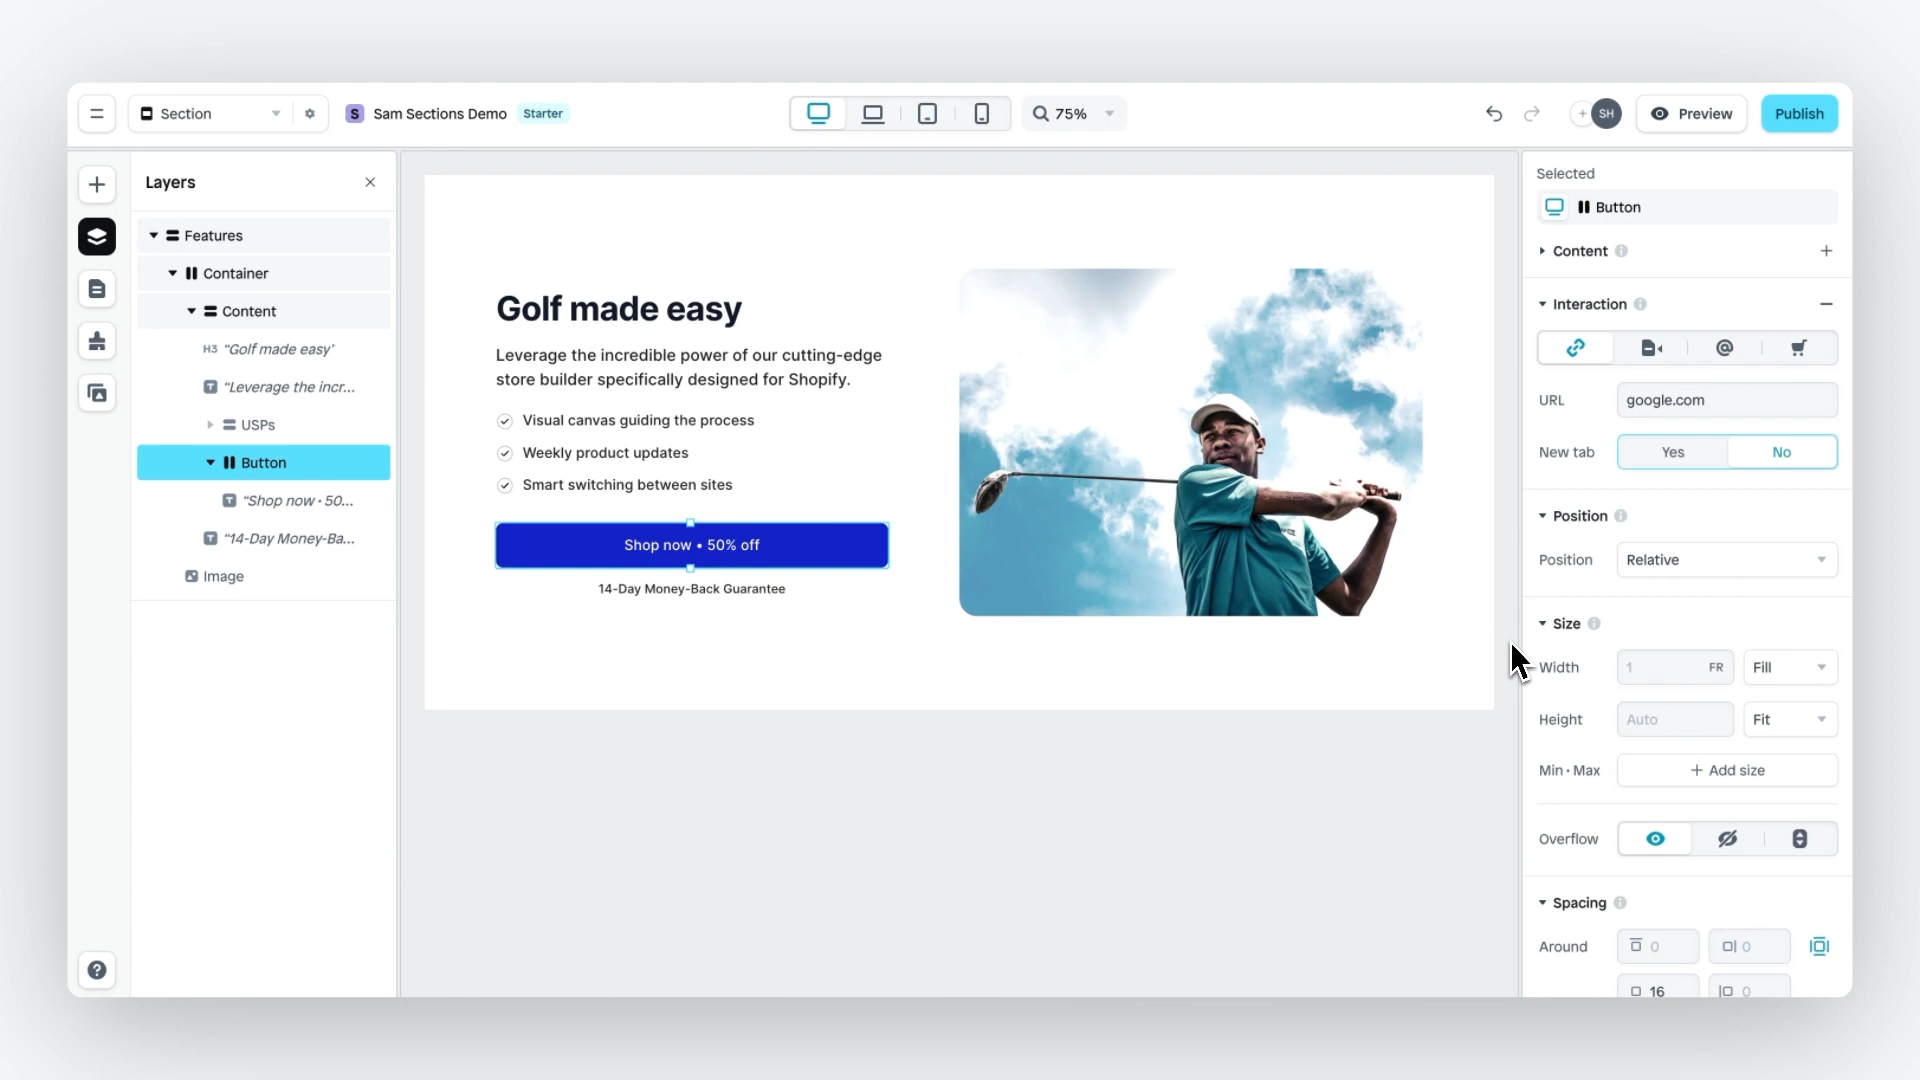 Section
S
Sam Sections Demo
Starter
75%
+
SH
Preview
Publish
Layers
Features
Container
Content
H3 “Golf made easy”
T “Leverage the incr...
USPs
Button
T “Shop now • 50...
T “14-Day Money-Ba...
Image
Golf made easy
Leverage the incredible power of our cutting-edge
store builder specifically designed for Shopify.
Visual canvas guiding the process
Weekly product updates
Smart switching between sites
Shop now • 50% off
14-Day Money-Back Guarantee
Selected
Button
Content
Interaction
URL google.com
New tab Yes No
Position
Position Relative
Size
Width 1 FR Fill
Height Auto Fit
Min • Max + Add size
Overflow
Spacing
Around 0 0
16 0